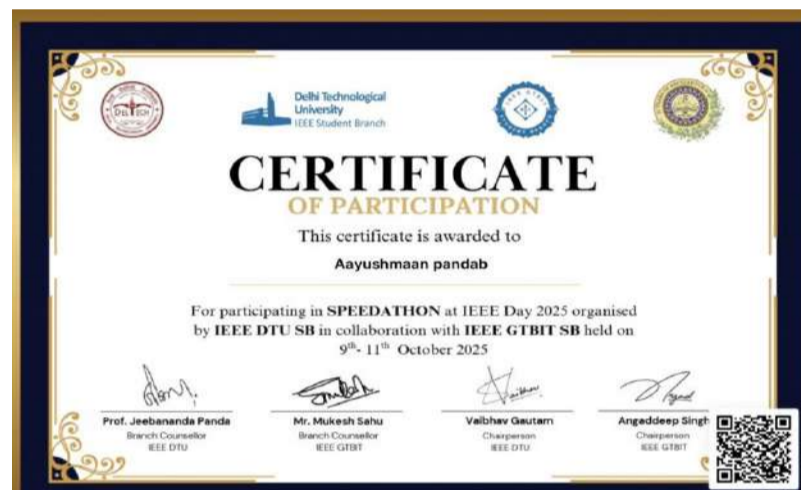 DELTECH
Delhi Technological
University
IEEE Student Branch
CERTIFICATE
OF PARTICIPATION
This certificate is awarded to
Aayushmaan pandab
For participating in SPEEDATHON at IEEE Day 2025 organised
by IEEE DTU SB in collaboration with IEEE GTBIT SB held on
9th- 11th October 2025
Prof. Jeebananda Panda
Branch Counsellor
IEEE DTU
Mr. Mukesh Sahu
Branch Counsellor
IEEE GTBIT
Vaibhav Gautam
Chairperson
IEEE DTU
Angaddeep Singh
Chairperson
IEEE GTBIT